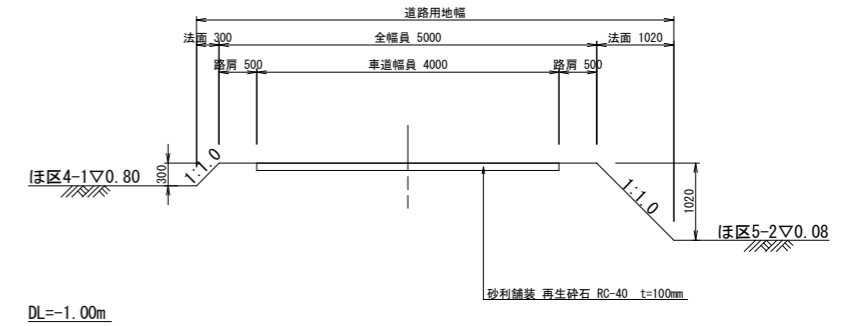 道路用地幅
法面 300
全幅員 5000
法面 1020
路肩 500
車道幅員 4000
路肩 500
1:1.0
300
ほ区4-1▽0.80
1:1.0
1020
ほ区5-2▽0.08
砂利舗装 再生砕石 RC-40 t=100mm
DL=-1.00m